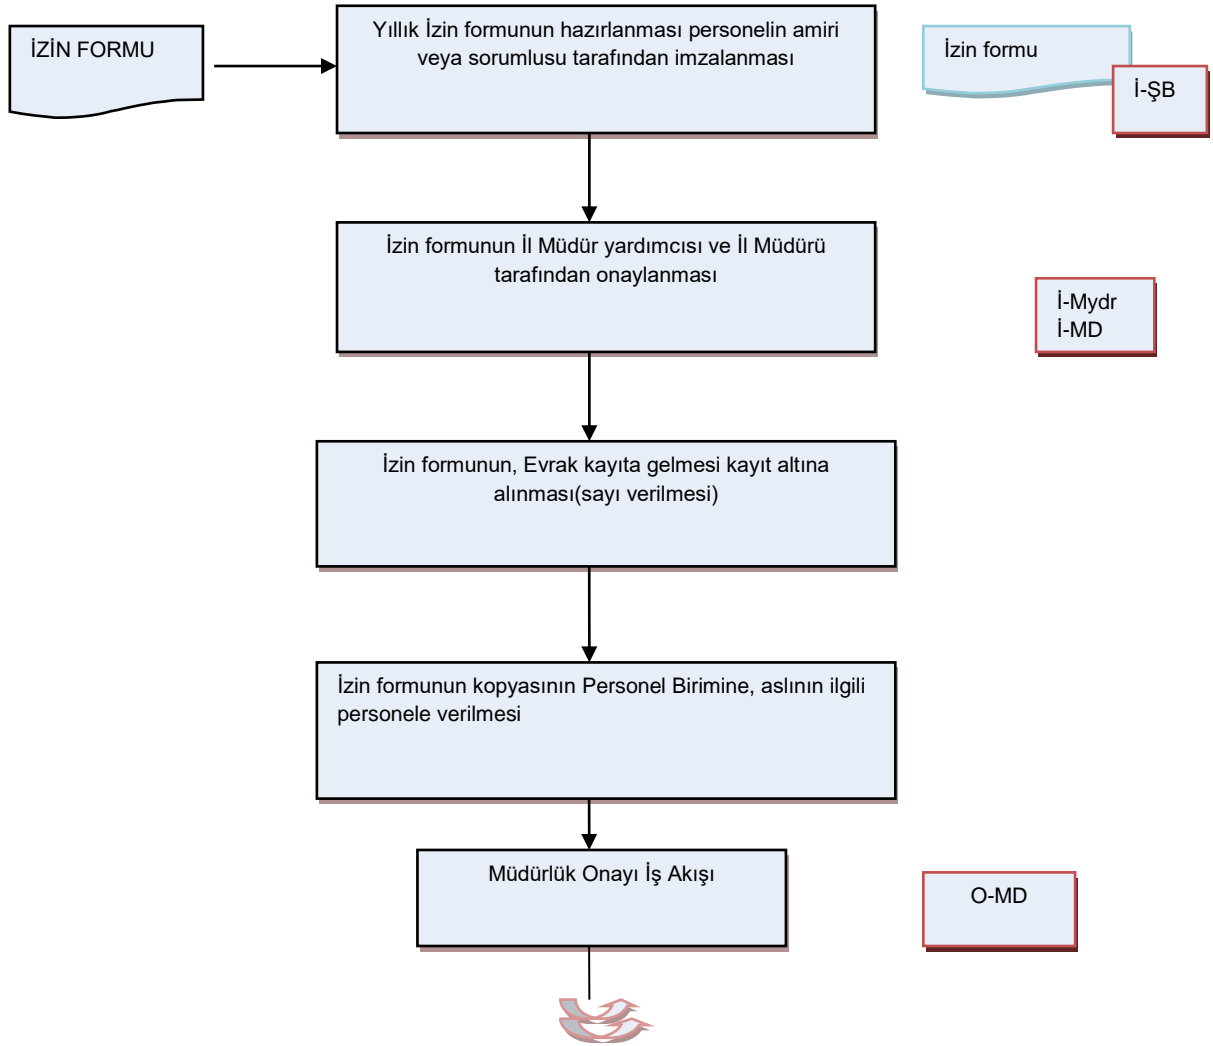 İZİN FORMU
Yıllık İzin formunun hazırlanması personelin amiri
veya sorumlusu tarafından imzalanması
İzin formu
İ-ŞB
İzin formunun İl Müdür yardımcısı ve İl Müdürü
tarafından onaylanması
İ-Mydr
İ-MD
İzin formunun, Evrak kayıta gelmesi kayıt altına
alınması(sayı verilmesi)
İzin formunun kopyasının Personel Birimine, aslının ilgili
personele verilmesi
Müdürlük Onayı İş Akışı
O-MD